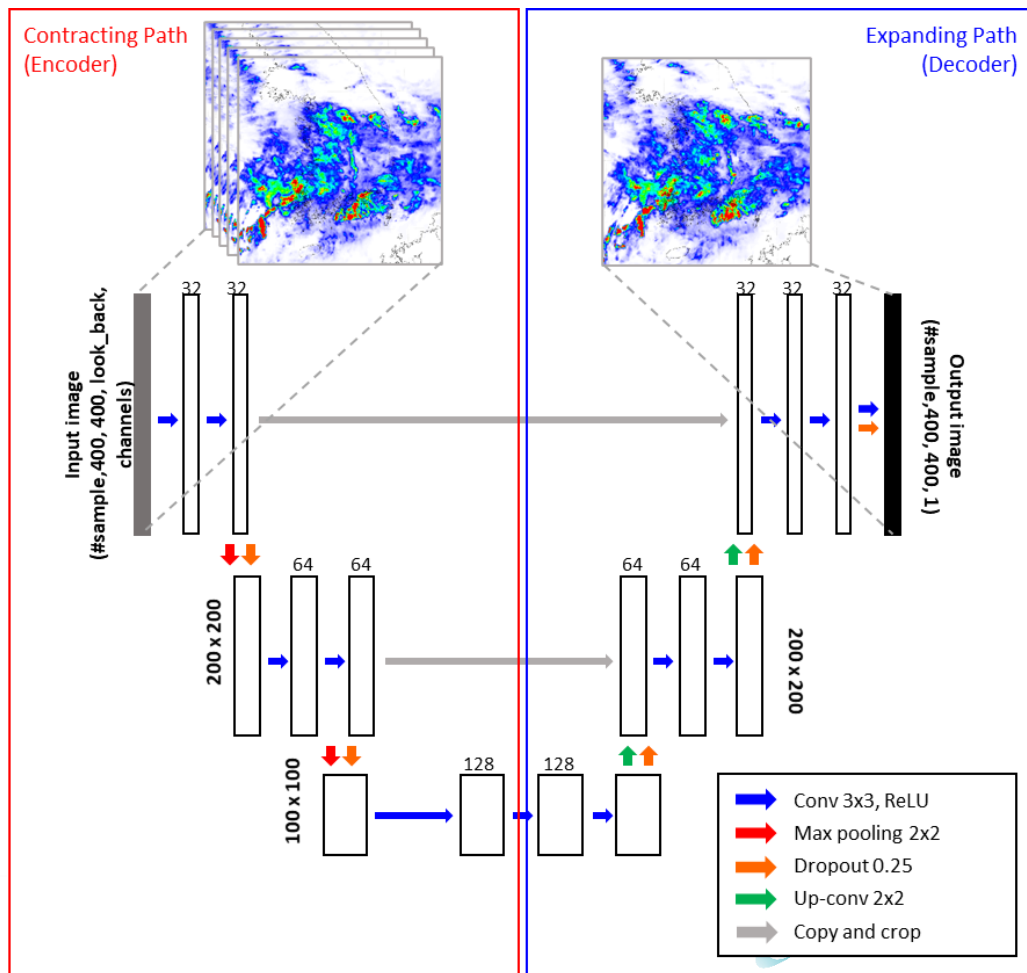 Contracting Path
(Encoder)
Expanding Path
(Decoder)
32
32
32
32
32
Input image
(#sample,400, 400, look_back,
channels)
Output image
(#sample,400, 400, 1)
64
64
64
64
200 x 200
200 x 200
128
128
100 x 100
Conv 3x3, ReLU
Max pooling 2x2
Dropout 0.25
Up-conv 2x2
Copy and crop